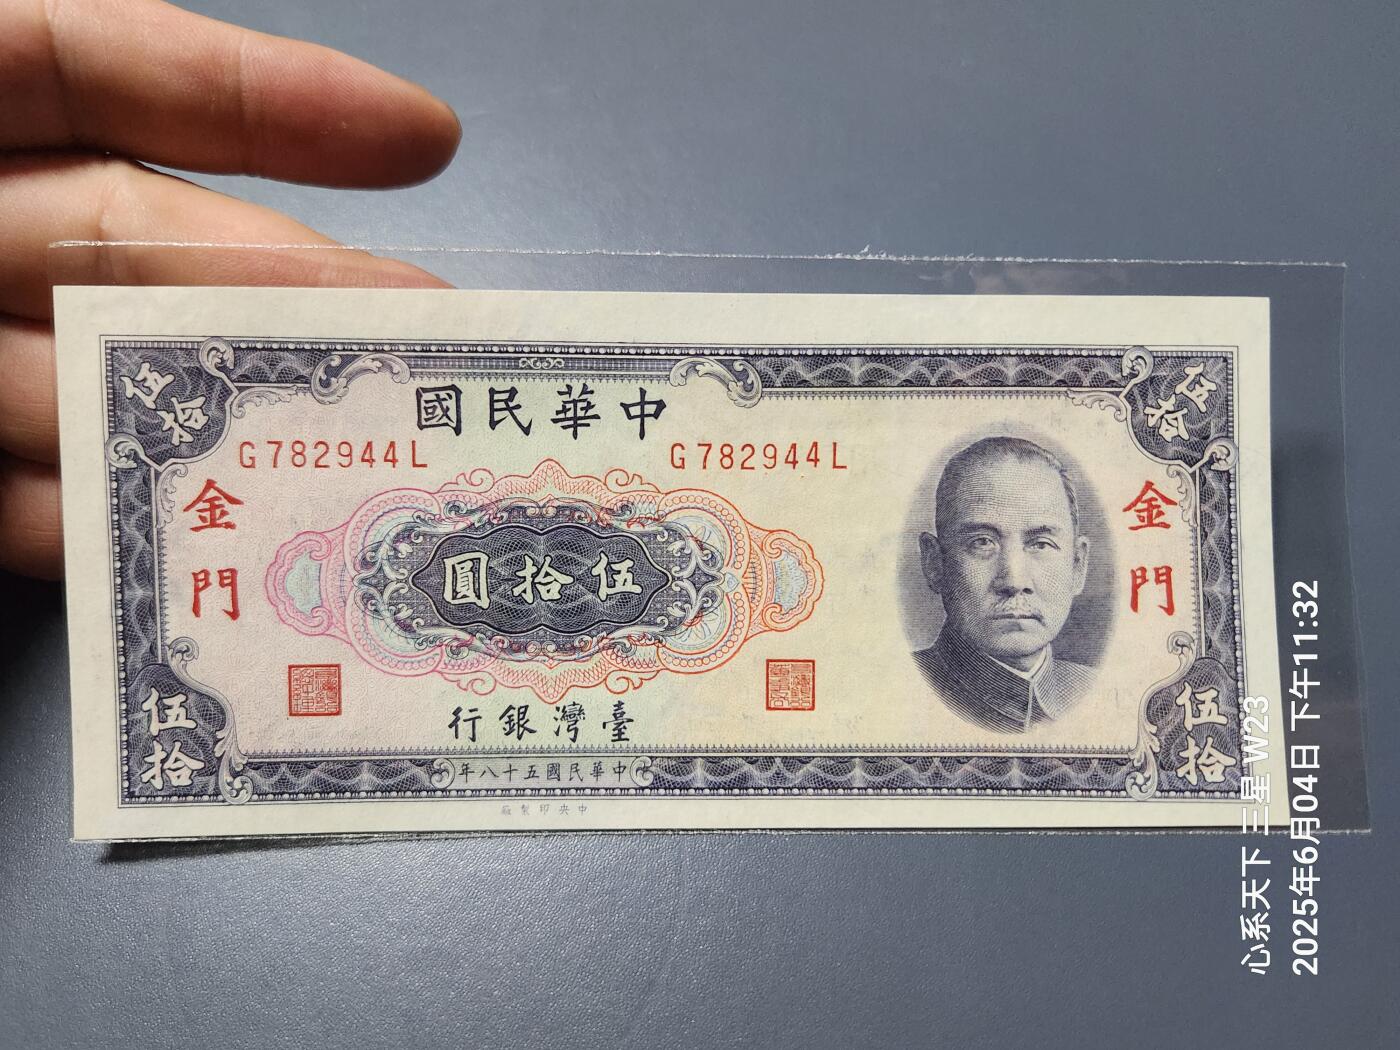 伍拾
伍拾
中華民國
G782944L
G782944L
金門
金門
伍拾圓
臺灣銀行
伍拾
伍拾
中華民國五十八年
中央印製廠
心系天下 三星 W23
2025年6月04日 下午11:32